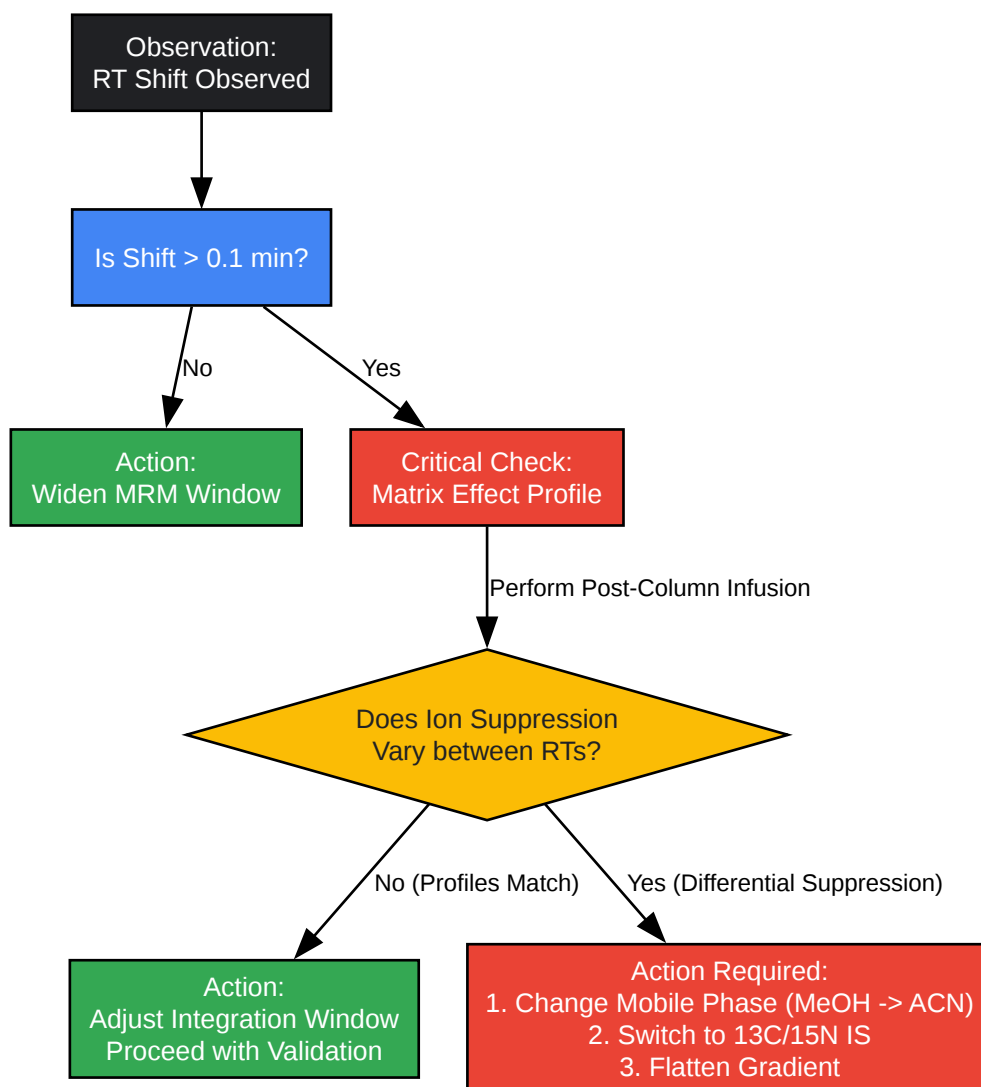 Observation:
RT Shift Observed
Is Shift > 0.1 min?
No
Yes
Action:
Widen MRM Window
Critical Check:
Matrix Effect Profile
Perform Post-Column Infusion
Does Ion Suppression
Vary between RTs?
No (Profiles Match)
Yes (Differential Suppression)
Action:
Adjust Integration Window
Proceed with Validation
Action Required:
1. Change Mobile Phase (MeOH -> ACN)
2. Switch to 13C/15N IS
3. Flatten Gradient